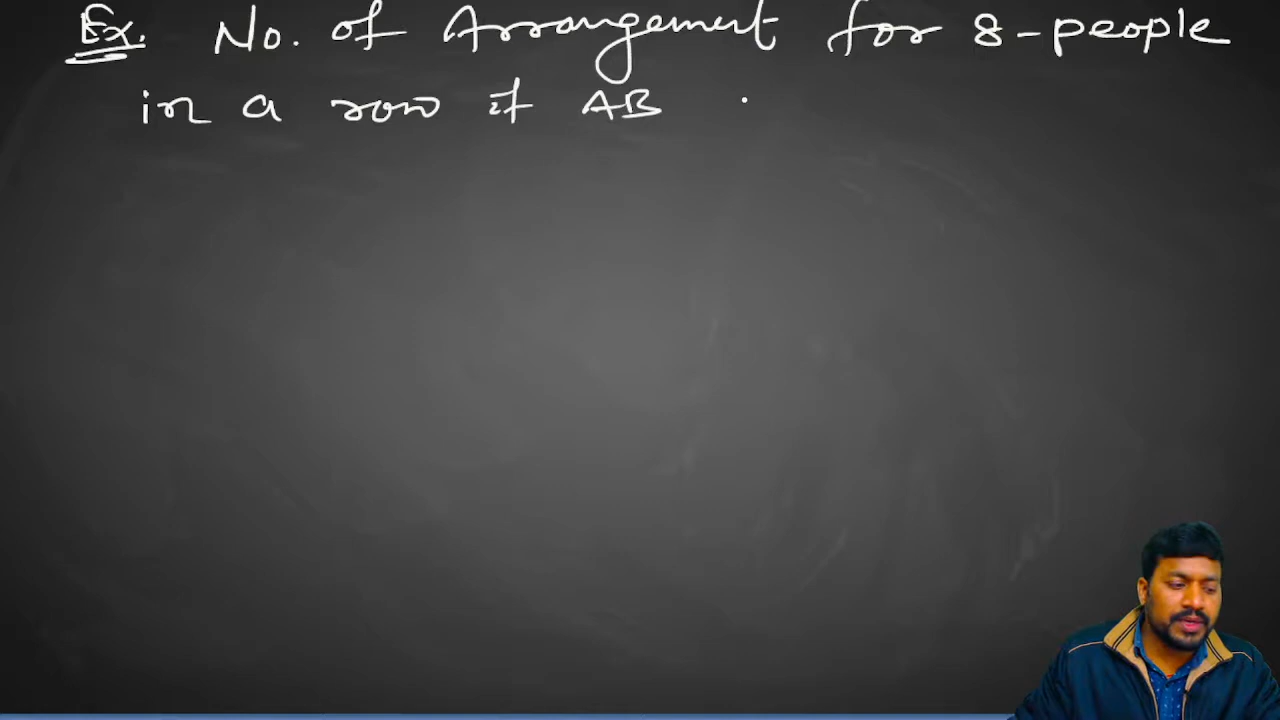 Ex. No. of Arrangement for 8-people
in a row if AB